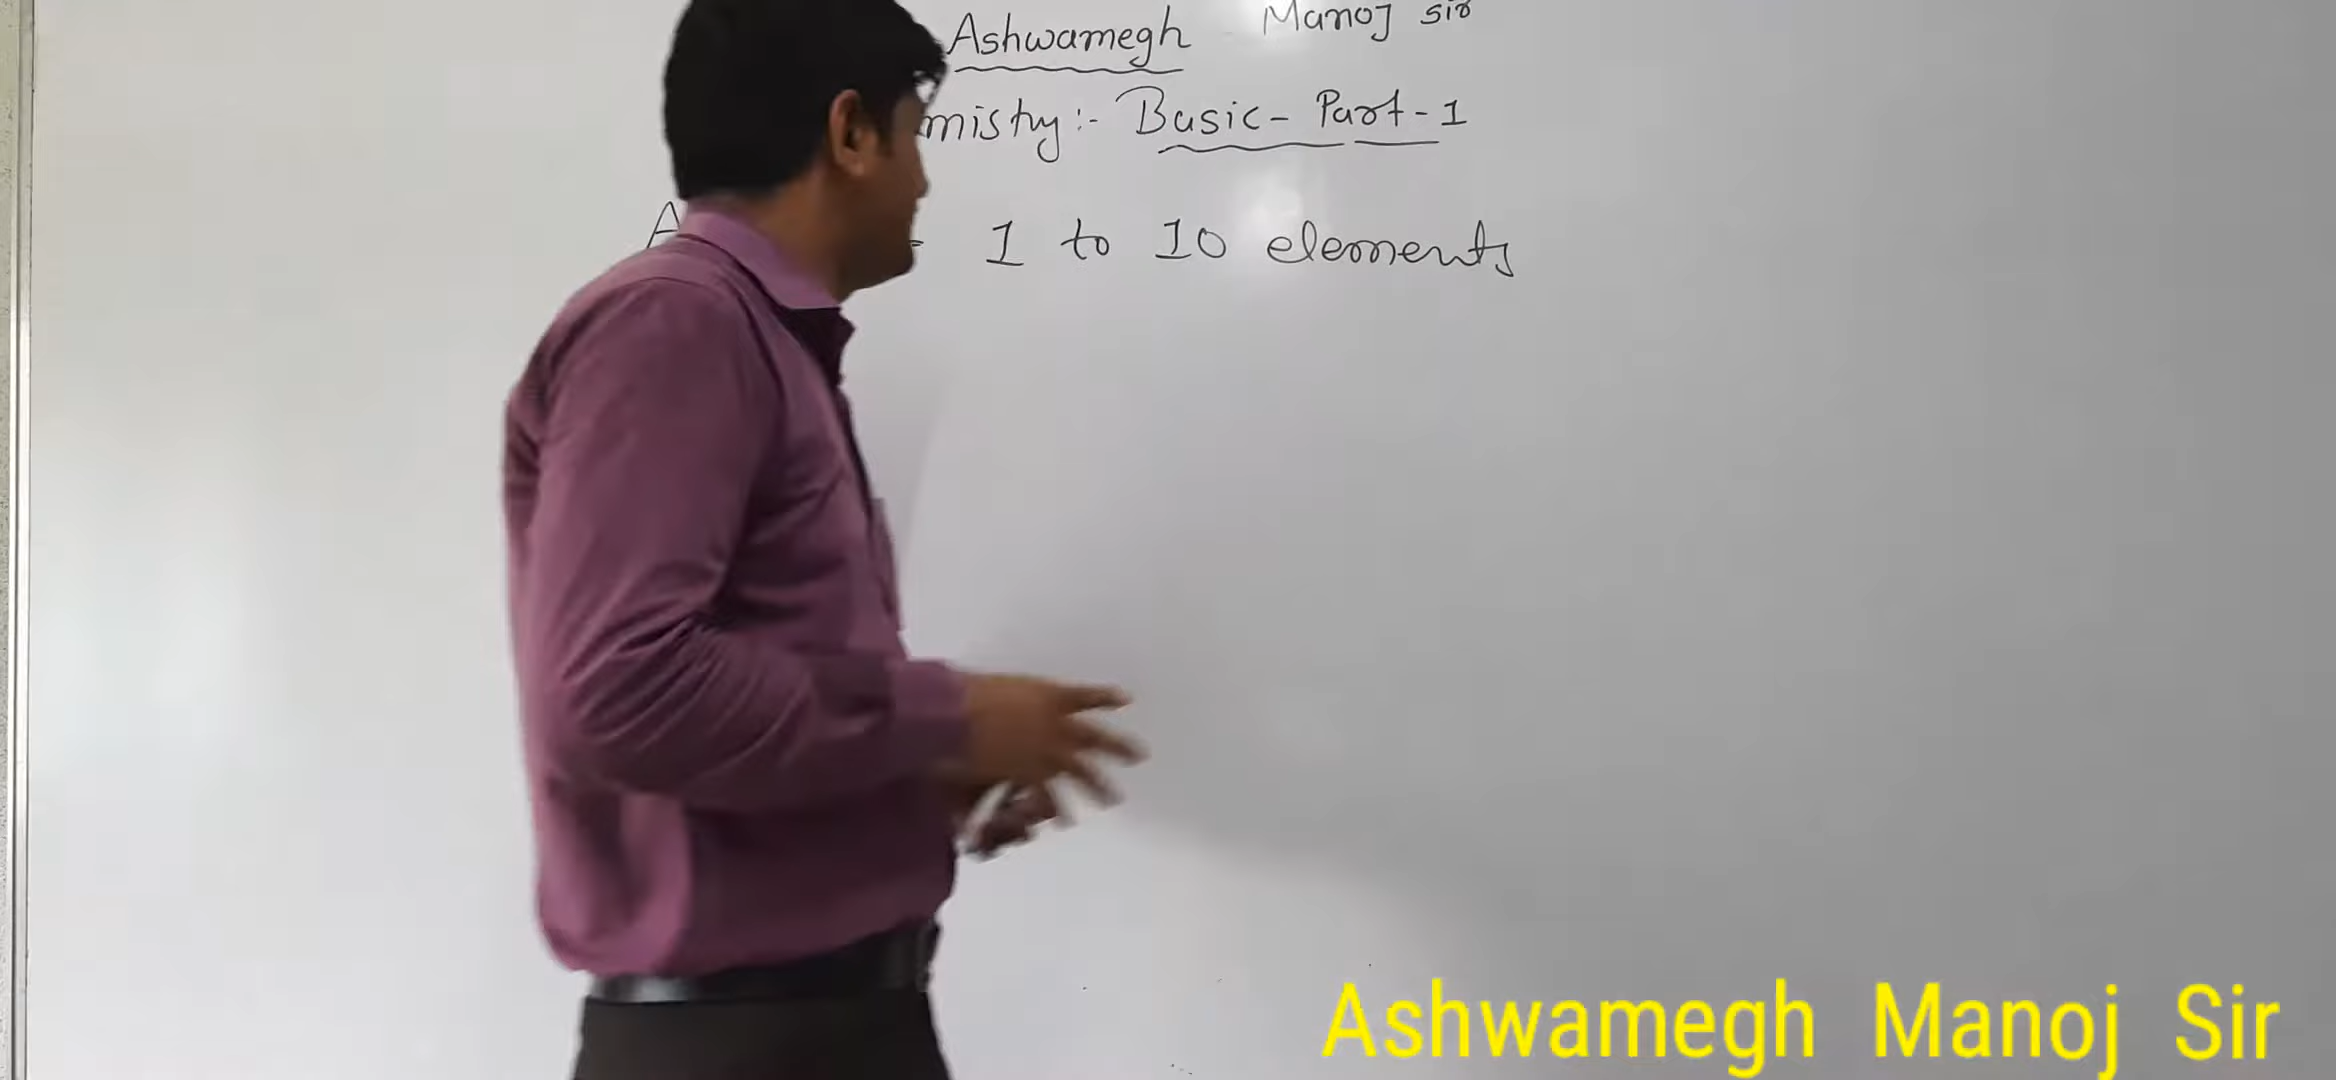 Ashwamegh Manoj sir
mistry:- Basic- Part-1
A - 1 to 10 elements
Ashwamegh Manoj Sir